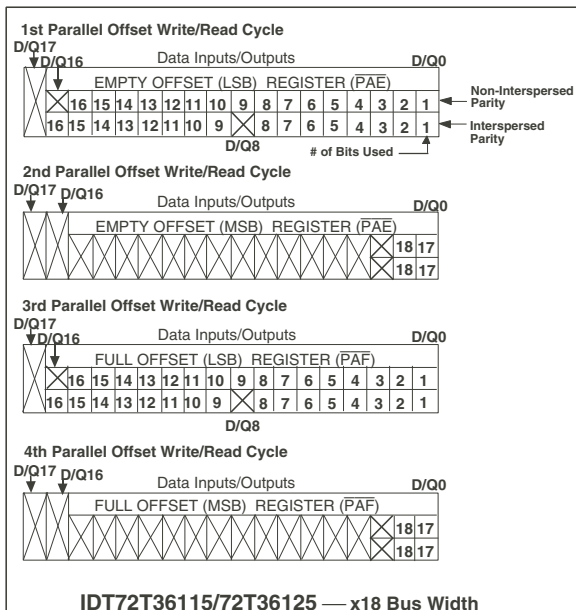 1st Parallel Offset Write/Read Cycle
D/Q17
D/Q16
Data Inputs/Outputs
D/Q0
EMPTY OFFSET (LSB) REGISTER (PAE)
16 15 14 13 12 11 10 9 8 7 6 5 4 3 2 1
Non-Interspersed
Parity
16 15 14 13 12 11 10 9 8 7 6 5 4 3 2 1
Interspersed
Parity
D/Q8
# of Bits Used
2nd Parallel Offset Write/Read Cycle
D/Q17
D/Q16
Data Inputs/Outputs
D/Q0
EMPTY OFFSET (MSB) REGISTER (PAE)
18 17
18 17
3rd Parallel Offset Write/Read Cycle
D/Q17
D/Q16
Data Inputs/Outputs
D/Q0
FULL OFFSET (LSB) REGISTER (PAF)
16 15 14 13 12 11 10 9 8 7 6 5 4 3 2 1
16 15 14 13 12 11 10 9 8 7 6 5 4 3 2 1
D/Q8
4th Parallel Offset Write/Read Cycle
D/Q17
D/Q16
Data Inputs/Outputs
D/Q0
FULL OFFSET (MSB) REGISTER (PAF)
18 17
18 17
IDT72T36115/72T36125 — x18 Bus Width